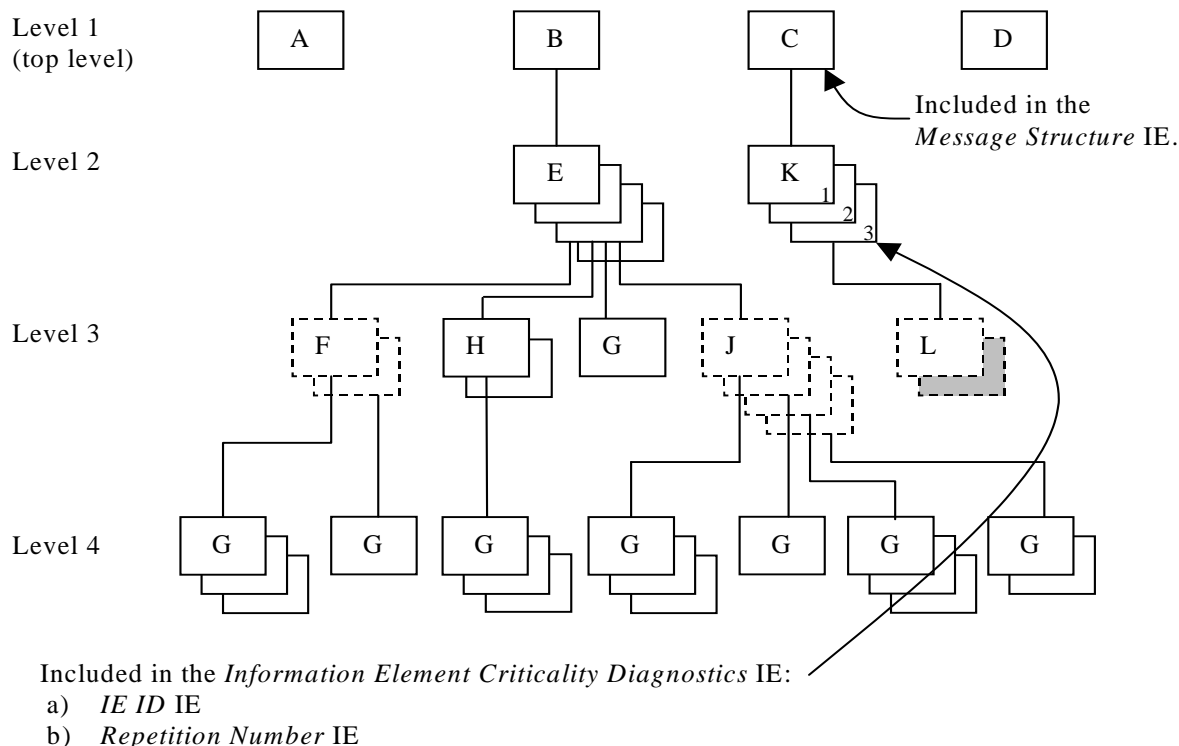 Level 1
(top level)
A
B
C
D
Included in the
Message Structure IE.
Level 2
E
K
1
2
3
Level 3
F
H
G
J
L
Level 4
G
G
G
G
G
G
G
Included in the Information Element Criticality Diagnostics IE:
a) IE ID IE
b) Repetition Number IE